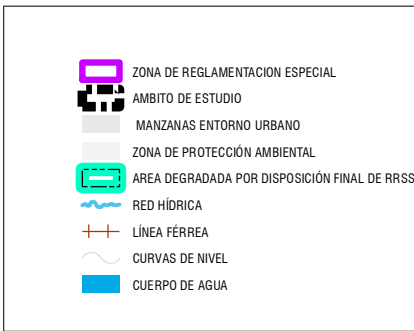 ZONA DE REGLAMENTACION ESPECIAL
AMBITO DE ESTUDIO
MANZANAS ENTORNO URBANO
ZONA DE PROTECCIÓN AMBIENTAL
AREA DEGRADADA POR DISPOSICIÓN FINAL DE RRSS
RED HÍDRICA
LÍNEA FÉRREA
CURVAS DE NIVEL
CUERPO DE AGUA